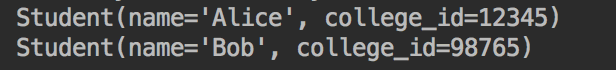 Student(name='Alice', college_id=12345)
Student(name='Bob', college_id=98765)